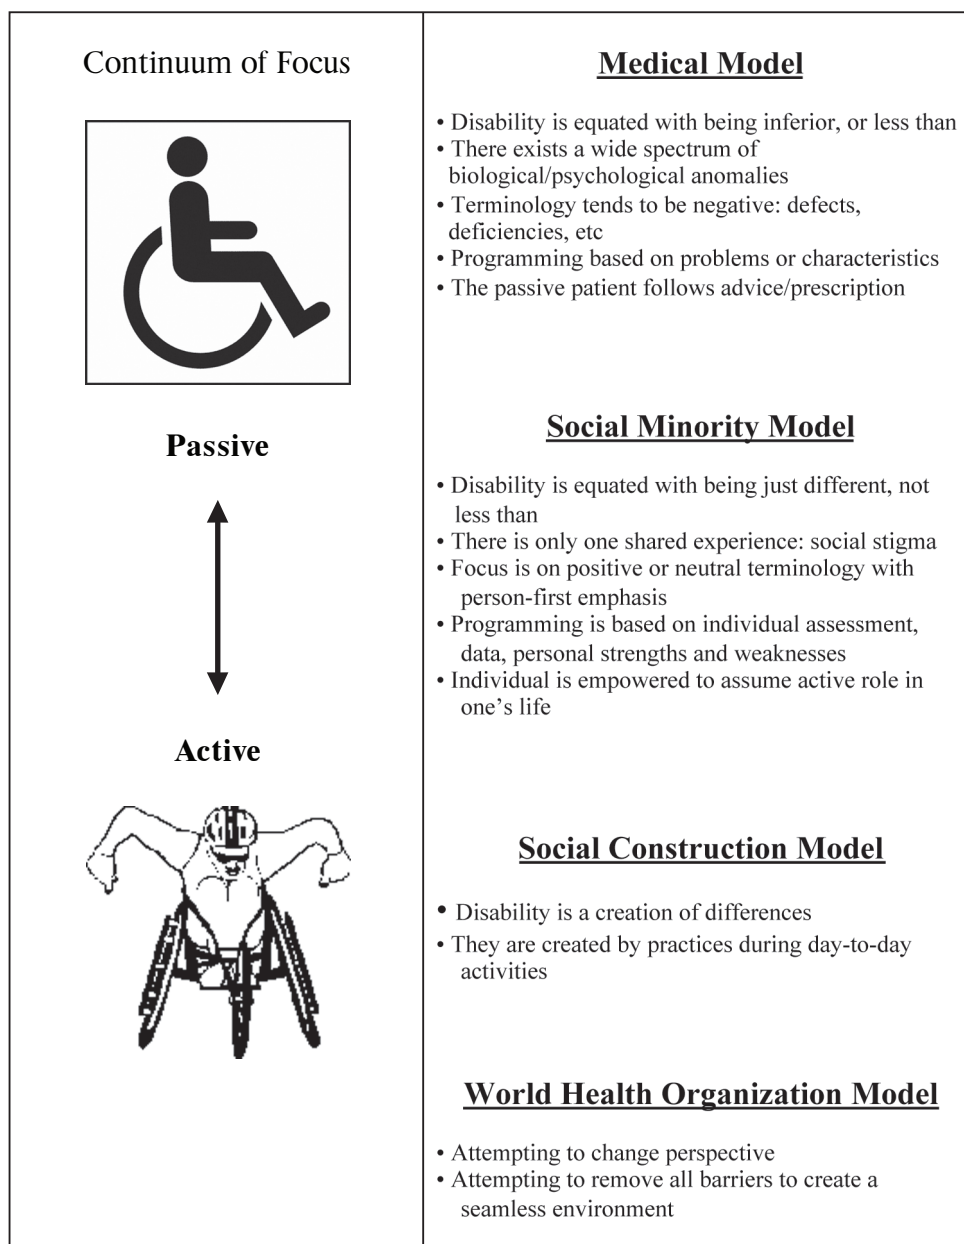 Continuum of Focus
Passive
Active
Medical Model
• Disability is equated with being inferior, or less than
• There exists a wide spectrum of
biological/psychological anomalies
• Terminology tends to be negative: defects,
deficiencies, etc
• Programming based on problems or characteristics
• The passive patient follows advice/prescription
Social Minority Model
• Disability is equated with being just different, not
less than
• There is only one shared experience: social stigma
• Focus is on positive or neutral terminology with
person-first emphasis
• Programming is based on individual assessment,
data, personal strengths and weaknesses
• Individual is empowered to assume active role in
one’s life
Social Construction Model
• Disability is a creation of differences
• They are created by practices during day-to-day
activities
World Health Organization Model
• Attempting to change perspective
• Attempting to remove all barriers to create a
seamless environment